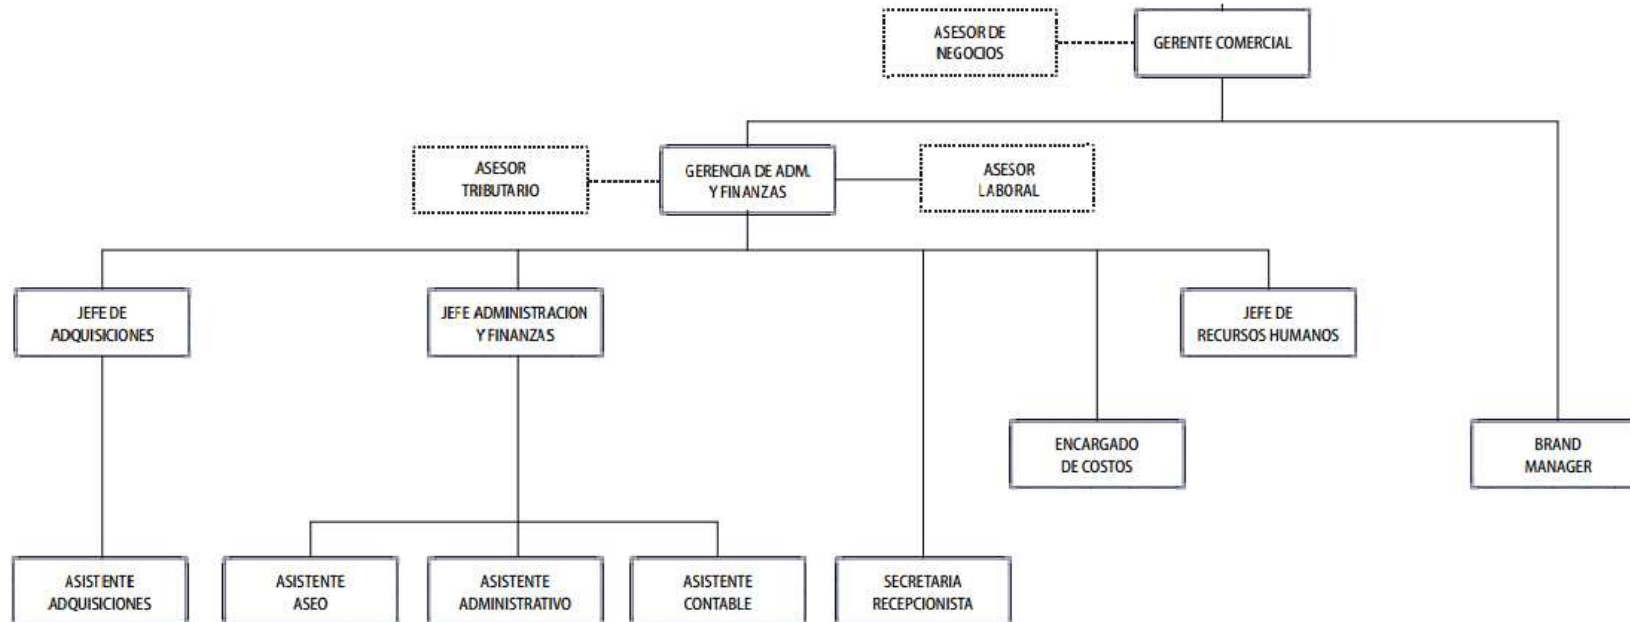 ASESOR DE
NEGOCIOS
GERENTE COMERCIAL
ASESOR
TRIBUTARIO
GERENCIA DE ADM.
Y FINANZAS
ASESOR
LABORAL
JEFE DE
ADQUISICIONES
JEFE ADMINISTRACION
Y FINANZAS
JEFE DE
RECURSOS HUMANOS
ENCARGADO
DE COSTOS
BRAND
MANAGER
ASISTENTE
ADQUISICIONES
ASISTENTE
ASEO
ASISTENTE
ADMINISTRATIVO
ASISTENTE
CONTABLE
SECRETARIA
RECEPCIONISTA